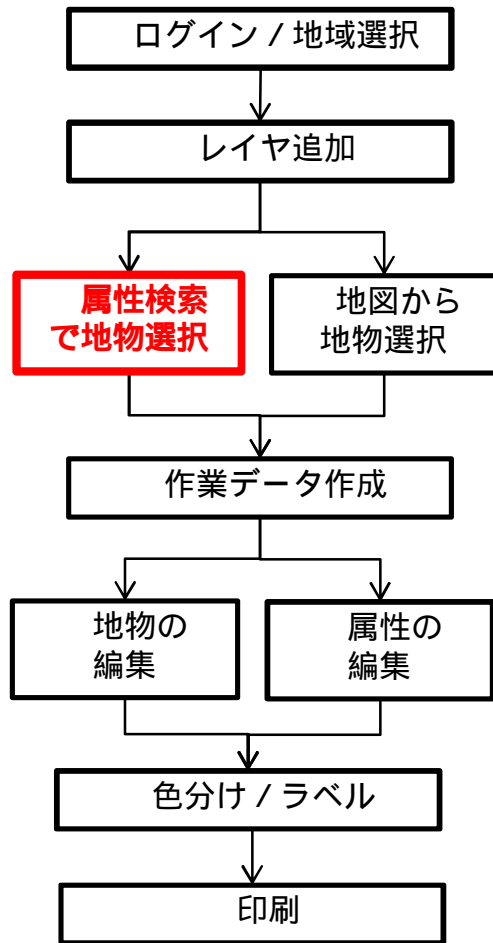 ログイン / 地域選択
レイヤ追加
属性検索
で地物選択
地図から
地物選択
作業データ作成
地物の
編集
属性の
編集
色分け / ラベル
印刷